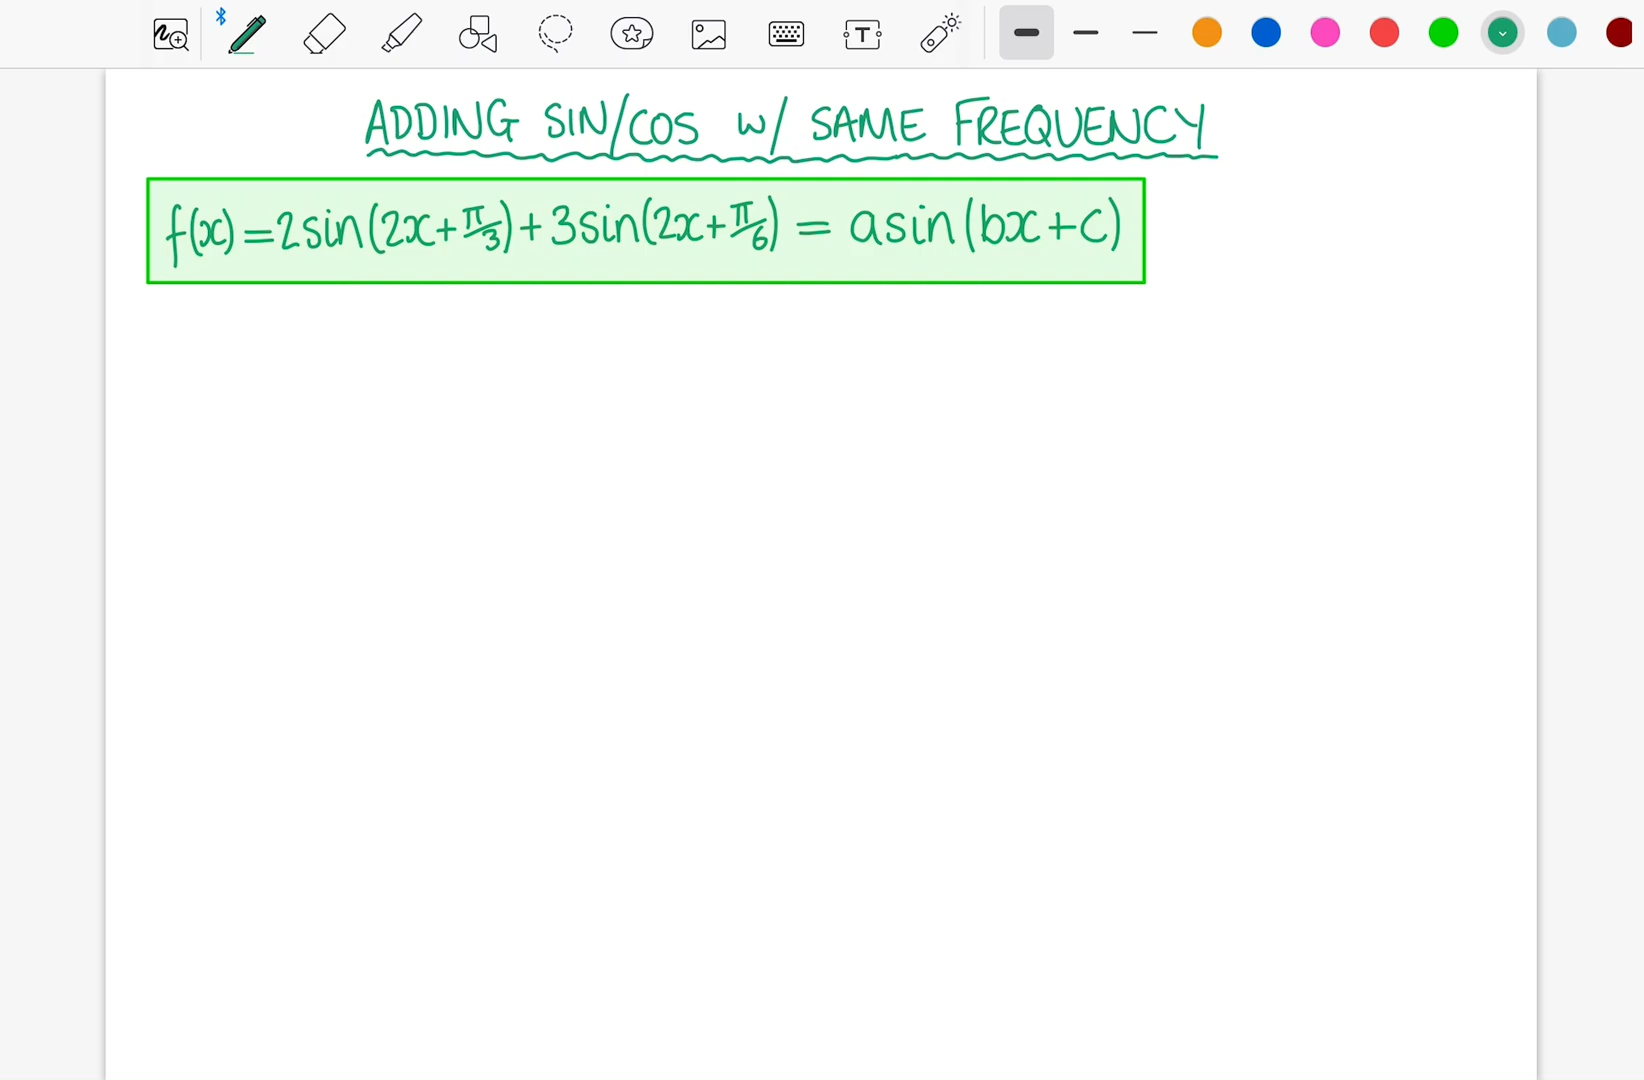 ADDING SIN/COS w/ SAME FREQUENCY
f(x)=2sin(2x+π/3)+3sin(2x+π/6) = asin(bx+c)